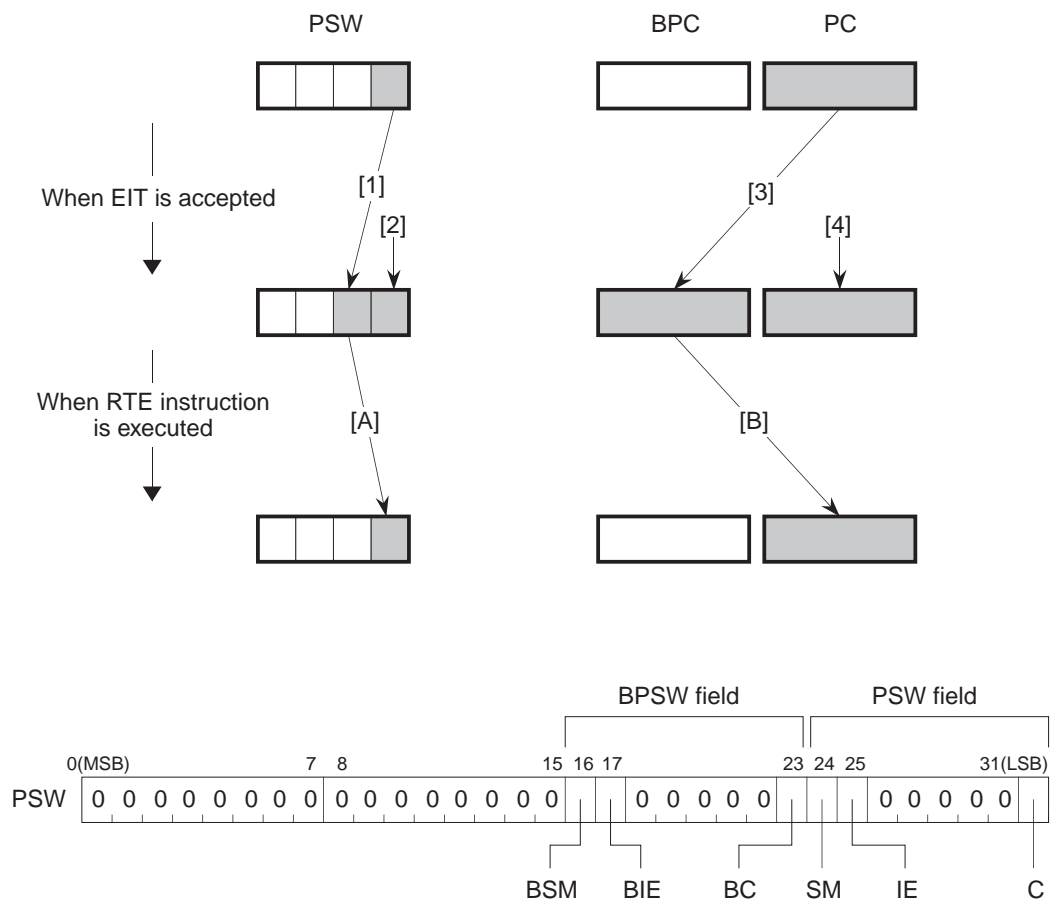 PSW BPC PC
[1]
[3]
When EIT is accepted
[2]
[4]
When RTE instruction
is executed
[A]
[B]
BPSW field PSW field
0(MSB) 7 8 15 16 17 23 24 25 31(LSB)
PSW 0 0 0 0 0 0 0 0 0 0 0 0 0 0 0 0 0 0 0 0 0 0 0 0 0 0
BSM BIE BC SM IE C